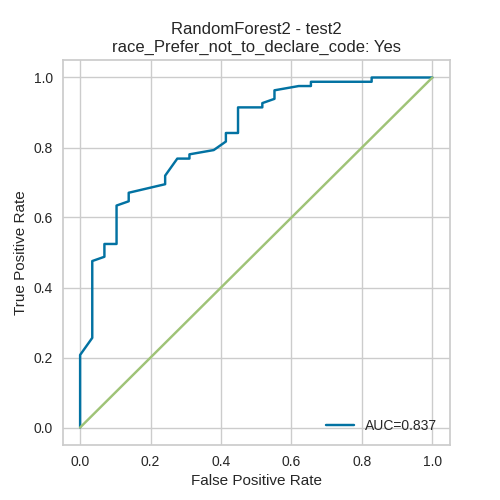 RandomForest2 - test2
race_Prefer_not_to_declare_code: Yes
1.0
0.8
0.6
0.4
0.2
0.0
True Positive Rate
AUC=0.837
0.0 0.2 0.4 0.6 0.8 1.0
False Positive Rate